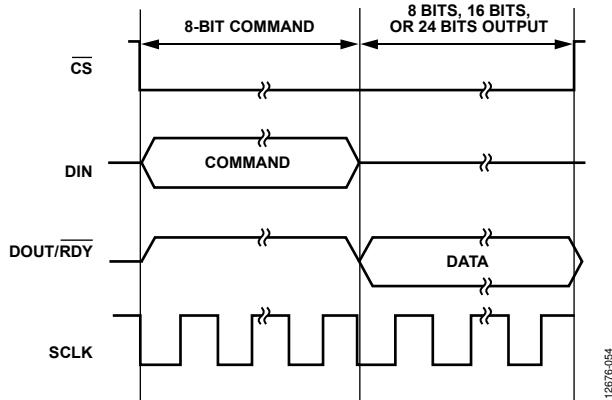 8-BIT COMMAND
8 BITS, 16 BITS,
OR 24 BITS OUTPUT
CS
DIN
COMMAND
DOUT/RDY
DATA
SCLK
12676-054